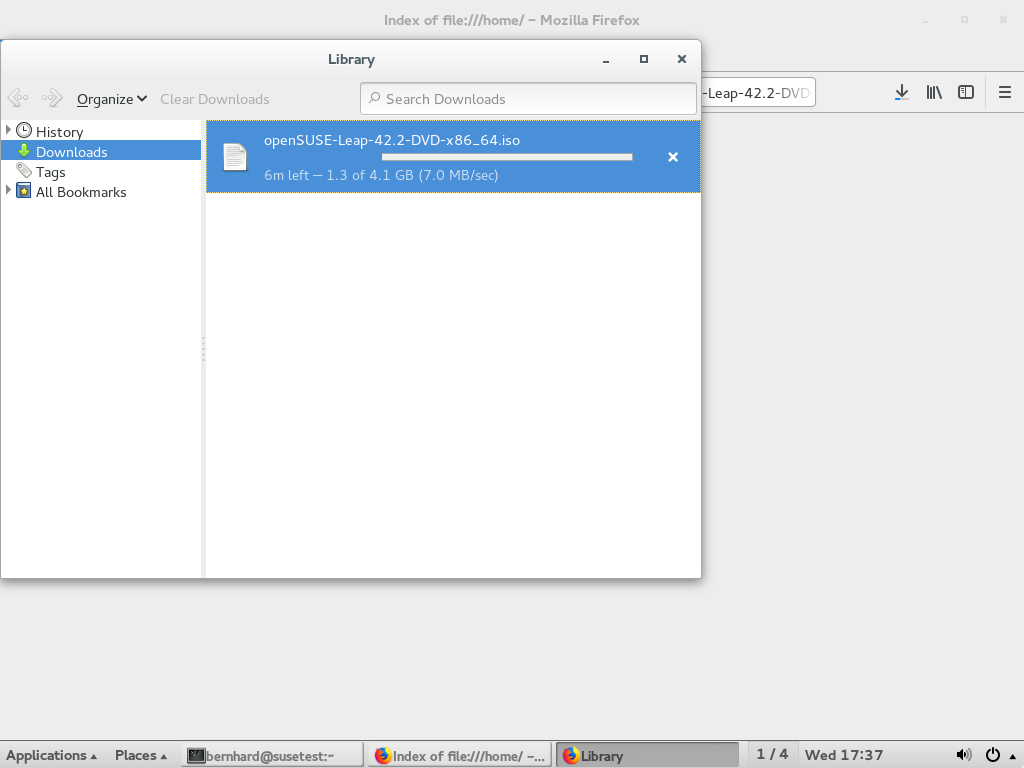 Index of file:///home/ – Mozilla Firefox
Library
Organize
Clear Downloads
Search Downloads
-Leap-42.2-DVD
History
Downloads
Tags
All Bookmarks
openSUSE-Leap-42.2-DVD-x86_64.iso
6m left — 1.3 of 4.1 GB (7.0 MB/sec)
Applications
Places
bernhard@susetest:~
Index of file:///home/ –...
Library
1 / 4
Wed 17:37